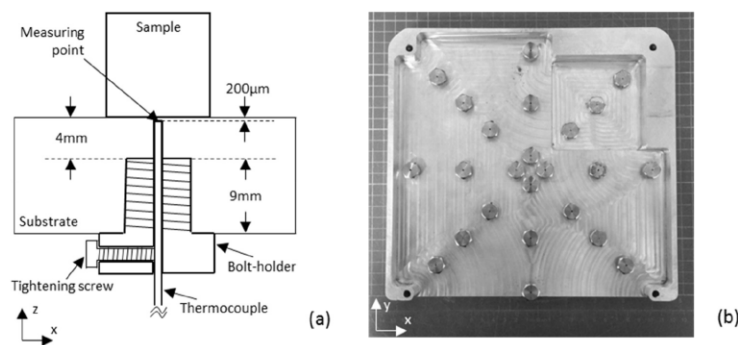 Measuring
point
Sample
200µm
4mm
9mm
Substrate
Bolt-holder
Tightening screw
Thermocouple
z
x
(a)
y
x
(b)